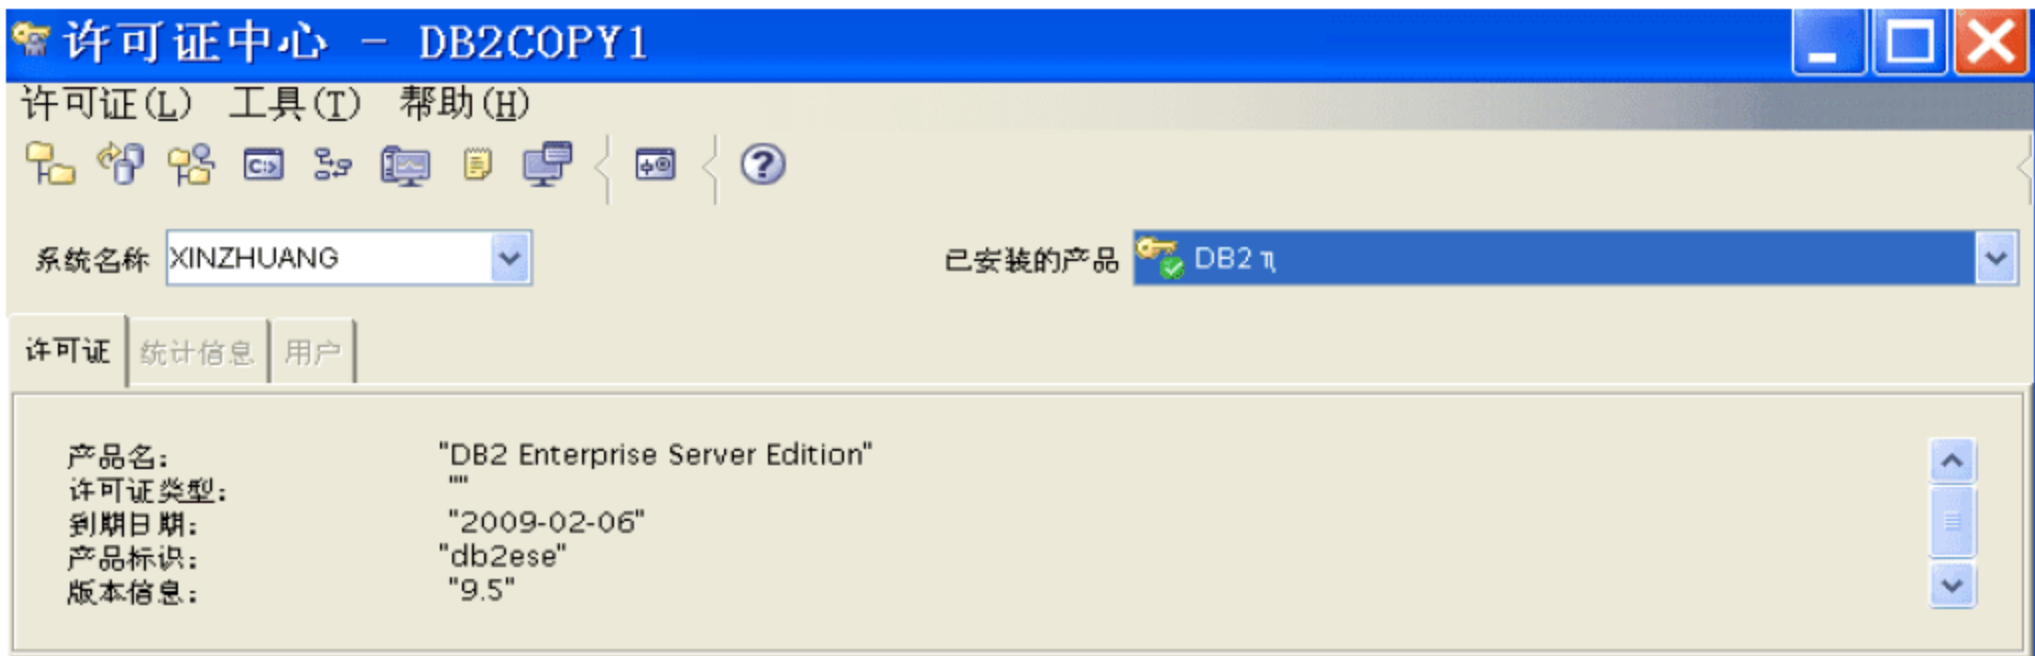 许可证中心 - DB2COPY1
许可证(L) 工具(T) 帮助(H)
系统名称 XINZHUANG 已安装的产品 DB2
许可证 统计信息 用户
产品名: "DB2 Enterprise Server Edition"
许可证类型: ""
到期日期: "2009-02-06"
产品标识: "db2ese"
版本信息: "9.5"